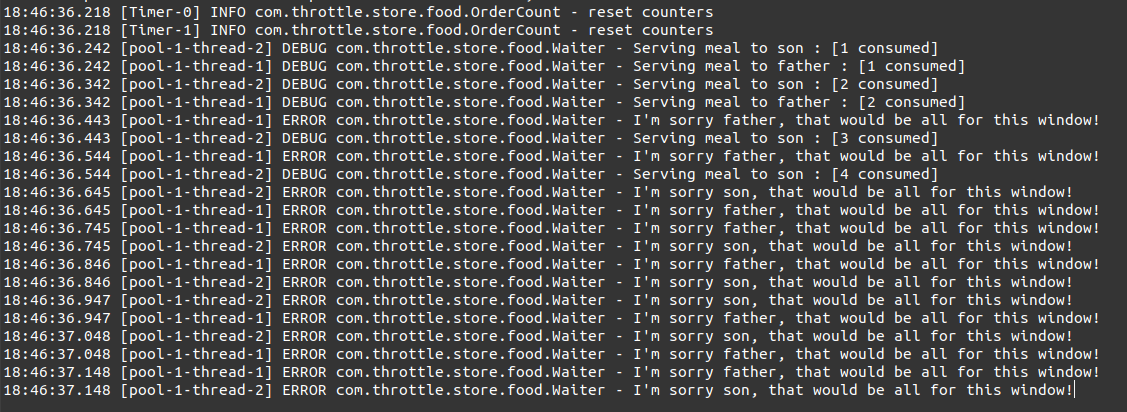 18:46:36.218 [Timer-0] INFO com.throttle.store.food.OrderCount - reset counters
18:46:36.218 [Timer-1] INFO com.throttle.store.food.OrderCount - reset counters
18:46:36.242 [pool-1-thread-2] DEBUG com.throttle.store.food.Waiter - Serving meal to son : [1 consumed]
18:46:36.242 [pool-1-thread-1] DEBUG com.throttle.store.food.Waiter - Serving meal to father : [1 consumed]
18:46:36.342 [pool-1-thread-2] DEBUG com.throttle.store.food.Waiter - Serving meal to son : [2 consumed]
18:46:36.342 [pool-1-thread-1] DEBUG com.throttle.store.food.Waiter - Serving meal to father : [2 consumed]
18:46:36.443 [pool-1-thread-1] ERROR com.throttle.store.food.Waiter - I'm sorry father, that would be all for this window!
18:46:36.443 [pool-1-thread-2] DEBUG com.throttle.store.food.Waiter - Serving meal to son : [3 consumed]
18:46:36.544 [pool-1-thread-1] ERROR com.throttle.store.food.Waiter - I'm sorry father, that would be all for this window!
18:46:36.544 [pool-1-thread-2] DEBUG com.throttle.store.food.Waiter - Serving meal to son : [4 consumed]
18:46:36.645 [pool-1-thread-2] ERROR com.throttle.store.food.Waiter - I'm sorry son, that would be all for this window!
18:46:36.645 [pool-1-thread-1] ERROR com.throttle.store.food.Waiter - I'm sorry father, that would be all for this window!
18:46:36.745 [pool-1-thread-1] ERROR com.throttle.store.food.Waiter - I'm sorry father, that would be all for this window!
18:46:36.745 [pool-1-thread-2] ERROR com.throttle.store.food.Waiter - I'm sorry son, that would be all for this window!
18:46:36.846 [pool-1-thread-1] ERROR com.throttle.store.food.Waiter - I'm sorry father, that would be all for this window!
18:46:36.846 [pool-1-thread-2] ERROR com.throttle.store.food.Waiter - I'm sorry son, that would be all for this window!
18:46:36.947 [pool-1-thread-2] ERROR com.throttle.store.food.Waiter - I'm sorry son, that would be all for this window!
18:46:36.947 [pool-1-thread-1] ERROR com.throttle.store.food.Waiter - I'm sorry father, that would be all for this window!
18:46:37.048 [pool-1-thread-2] ERROR com.throttle.store.food.Waiter - I'm sorry son, that would be all for this window!
18:46:37.048 [pool-1-thread-1] ERROR com.throttle.store.food.Waiter - I'm sorry father, that would be all for this window!
18:46:37.148 [pool-1-thread-1] ERROR com.throttle.store.food.Waiter - I'm sorry father, that would be all for this window!
18:46:37.148 [pool-1-thread-2] ERROR com.throttle.store.food.Waiter - I'm sorry son, that would be all for this window!